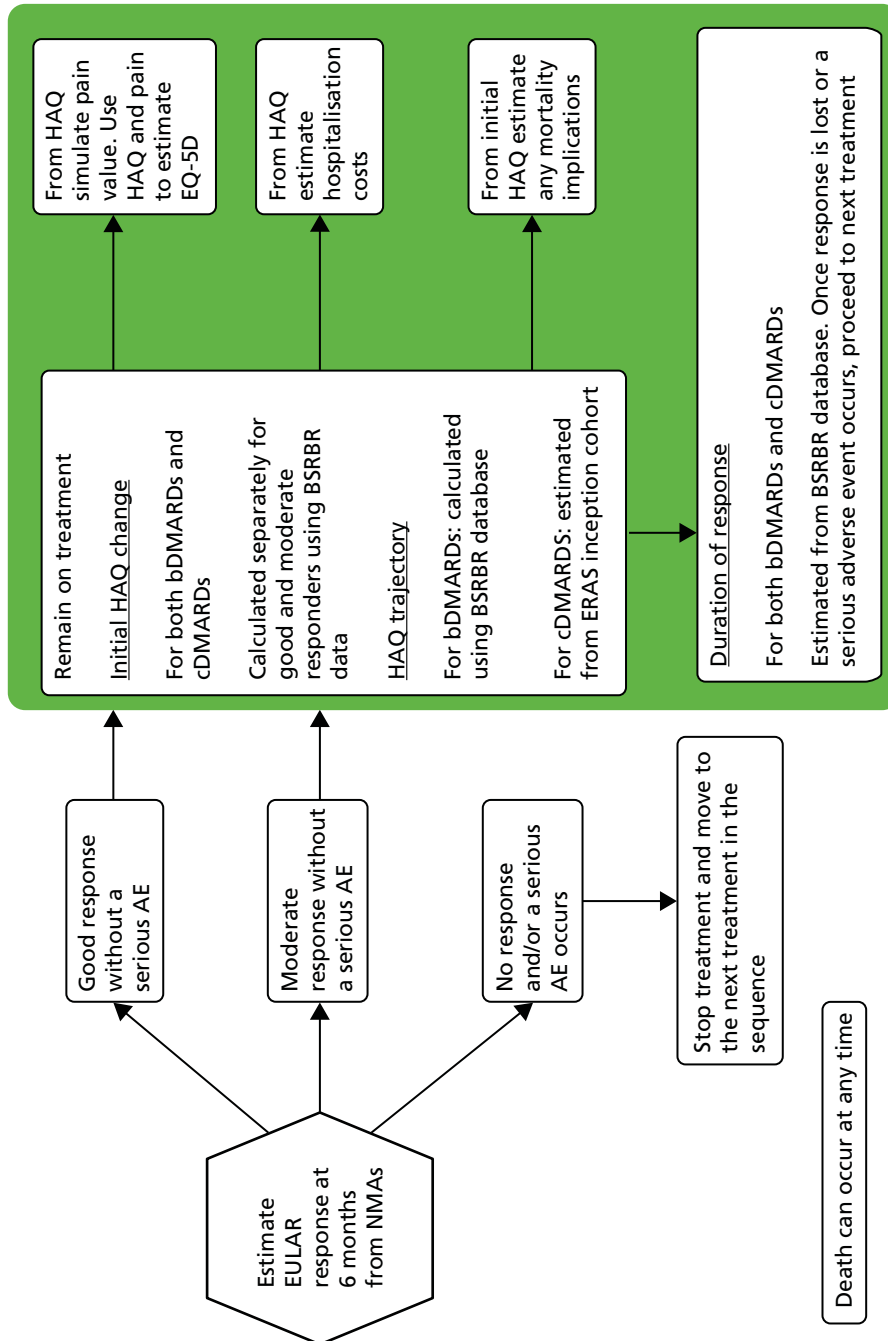 Estimate
EULAR
response at
6 months
from NMAs
Good response
without a
serious AE
Moderate
response without
a serious AE
No response
and/or a serious
AE occurs
Stop treatment and move to
the next treatment in the
sequence
Death can occur at any time
Remain on treatment
Initial HAQ change
For both bDMARDs and
cDMARDs
Calculated separately for
good and moderate
responders using BSRBR
data
HAQ trajectory
For bDMARDs: calculated
using BSRBR database
For cDMARDS: estimated
from ERAS inception cohort
From HAQ
simulate pain
value. Use
HAQ and pain
to estimate
EQ-5D
From HAQ
estimate
hospitalisation
costs
From initial
HAQ estimate
any mortality
implications
Duration of response
For both bDMARDs and cDMARDs
Estimated from BSRBR database. Once response is lost or a
serious adverse event occurs, proceed to next treatment